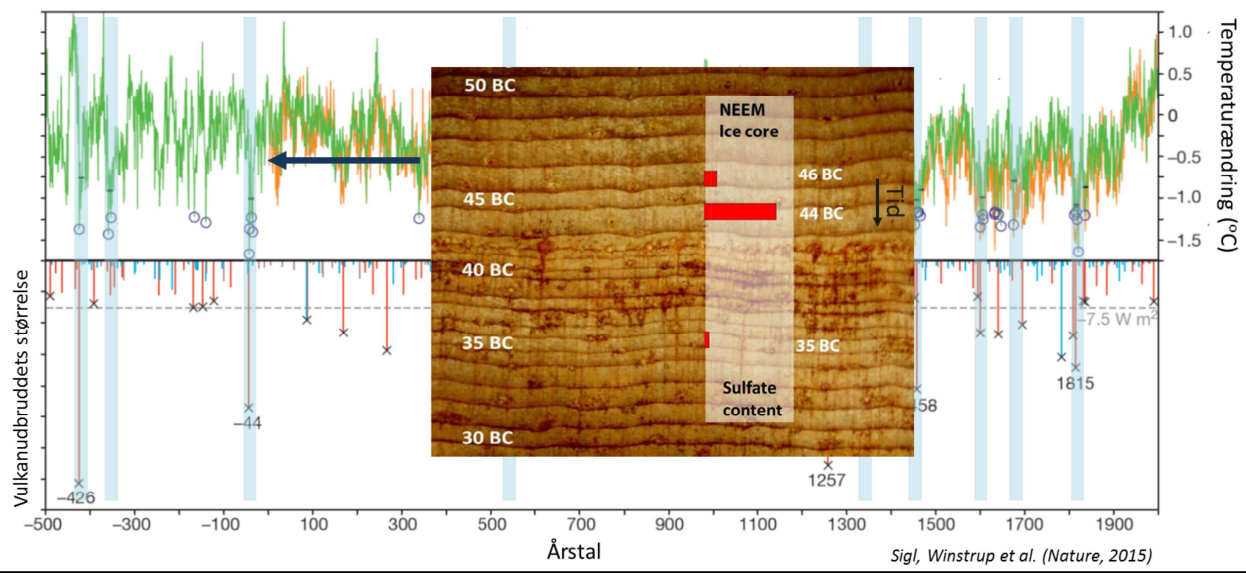 1.0
0.5
0
−0.5
−1.0
−1.5
Temperaturændring (ºC)
50 BC
45 BC
40 BC
35 BC
30 BC
NEEM
Ice core
46 BC
44 BC
35 BC
Tid
Sulfate
content
Vulkanudbruddets størrelse
−7.5 W m²
−426
−44
1257
458
1815
−500 −300 −100 100 300 500 700 900 1100 1300 1500 1700 1900
Årstal
Sigl, Winstrup et al. (Nature, 2015)